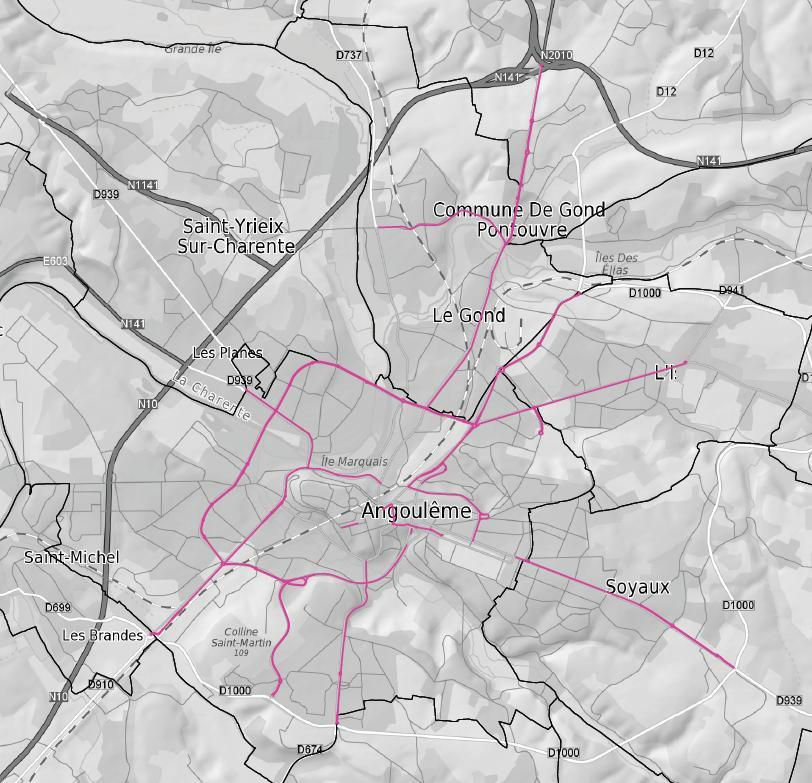 Grande Île
D737
N2010
D12
N141
D12
N141
N1141
D939
Commune De Gond
Pontouvre
Saint-Yrieix
Sur-Charente
E603
Îles Des
Élias
D1000
D941
Le Gond
N141
Les Planes
D939
La Charente
N10
Île Marquais
Angoulême
Saint-Michel
Soyaux
D699
D1000
Les Brandes
Colline
Saint-Martin
109
D910
N10
D1000
D939
D674
D1000